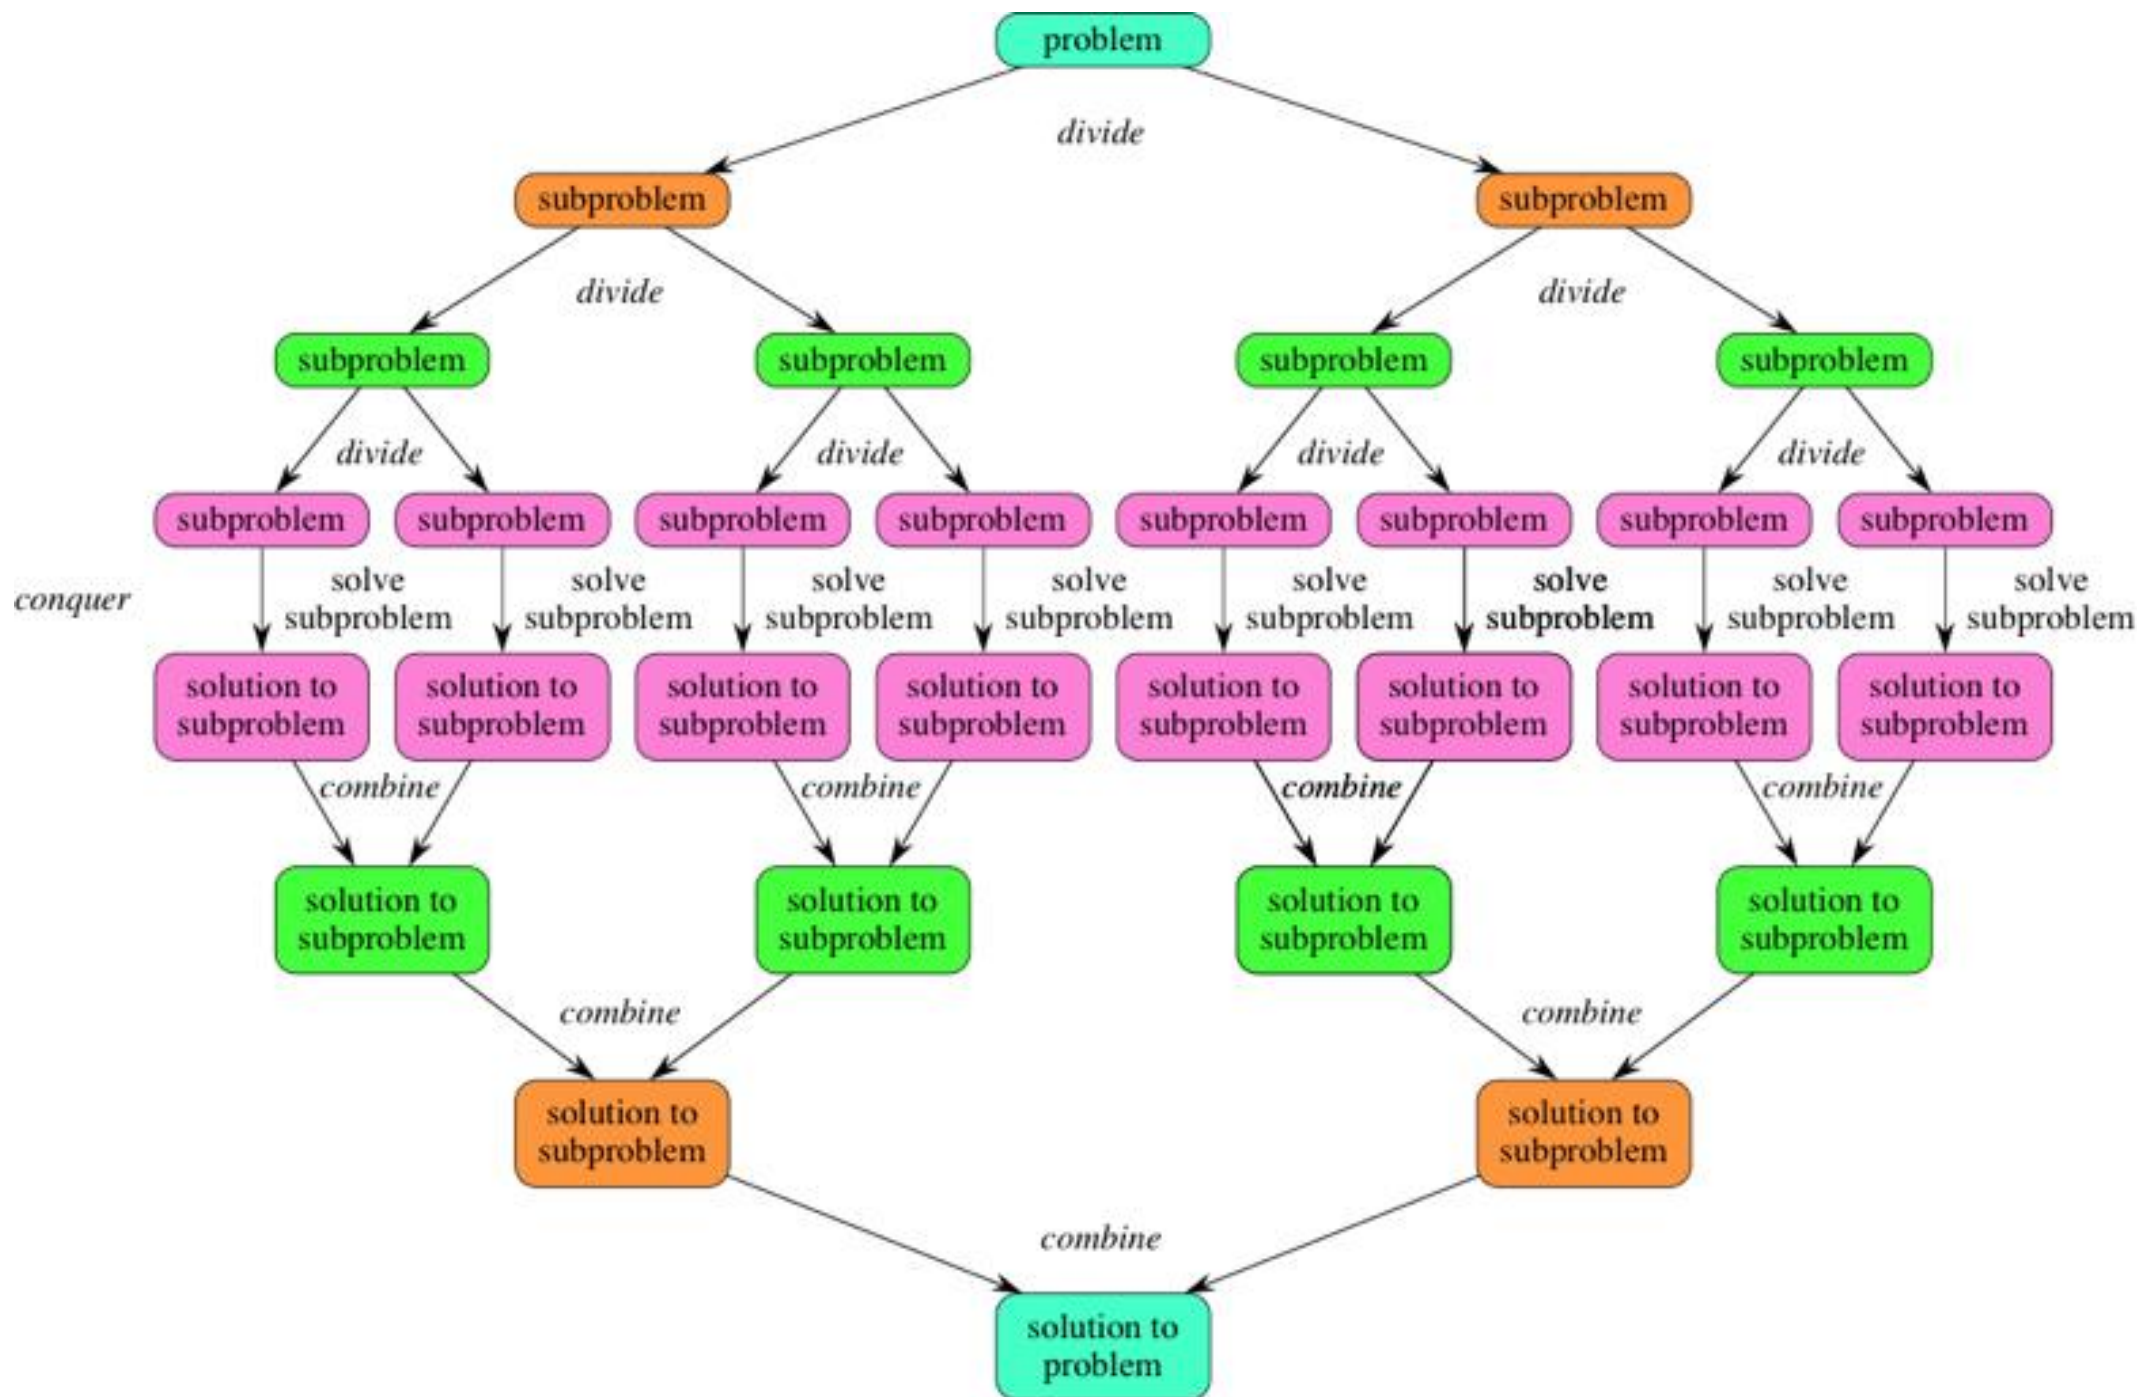 problem
divide
subproblem subproblem
divide divide
subproblem subproblem subproblem subproblem
divide divide divide divide
subproblem subproblem subproblem subproblem subproblem subproblem subproblem subproblem
conquer
solve solve solve solve solve solve solve solve
subproblem subproblem subproblem subproblem subproblem subproblem subproblem subproblem
solution to solution to solution to solution to solution to solution to solution to solution to
subproblem subproblem subproblem subproblem subproblem subproblem subproblem subproblem
combine combine combine combine
solution to solution to solution to solution to
subproblem subproblem subproblem subproblem
combine combine
solution to solution to
subproblem subproblem
combine
solution to
problem